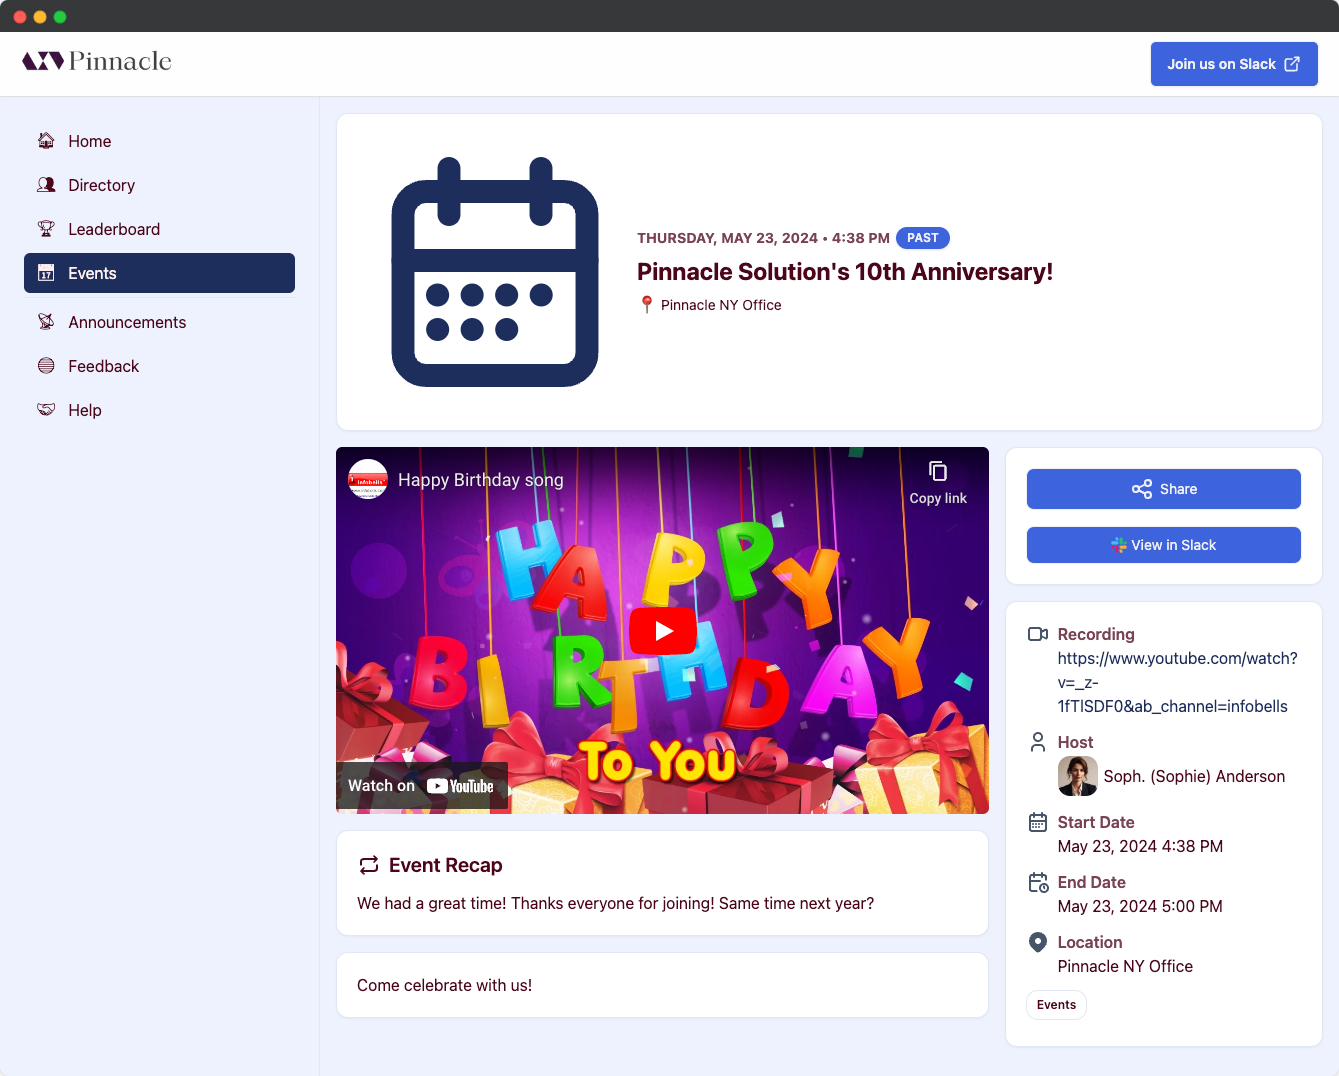 Pinnacle
Join us on Slack
Home
Directory
Leaderboard
17
Events
Announcements
Feedback
Help
THURSDAY, MAY 23, 2024 • 4:38 PM PAST
Pinnacle Solution's 10th Anniversary!
Pinnacle NY Office
infobells
Happy Birthday song
Copy link
HAPPY
BIRTHDAY
To You
Watch on YouTube
Event Recap
We had a great time! Thanks everyone for joining! Same time next year?
Come celebrate with us!
Share
View in Slack
Recording
https://www.youtube.com/watch?
v=_z-
1fTlSDF0&ab_channel=infobells
Host
Soph. (Sophie) Anderson
Start Date
May 23, 2024 4:38 PM
End Date
May 23, 2024 5:00 PM
Location
Pinnacle NY Office
Events